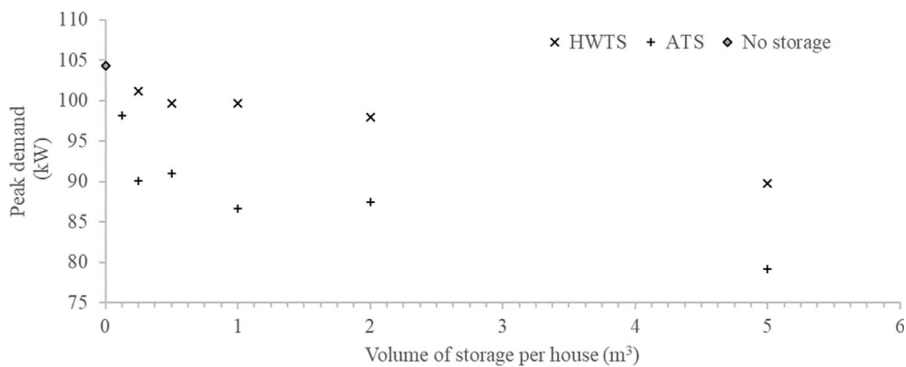 110
105
100
95
90
85
80
75
Peak demand
(kW)
HWTS
ATS
No storage
0
1
2
3
4
5
6
Volume of storage per house (m³)